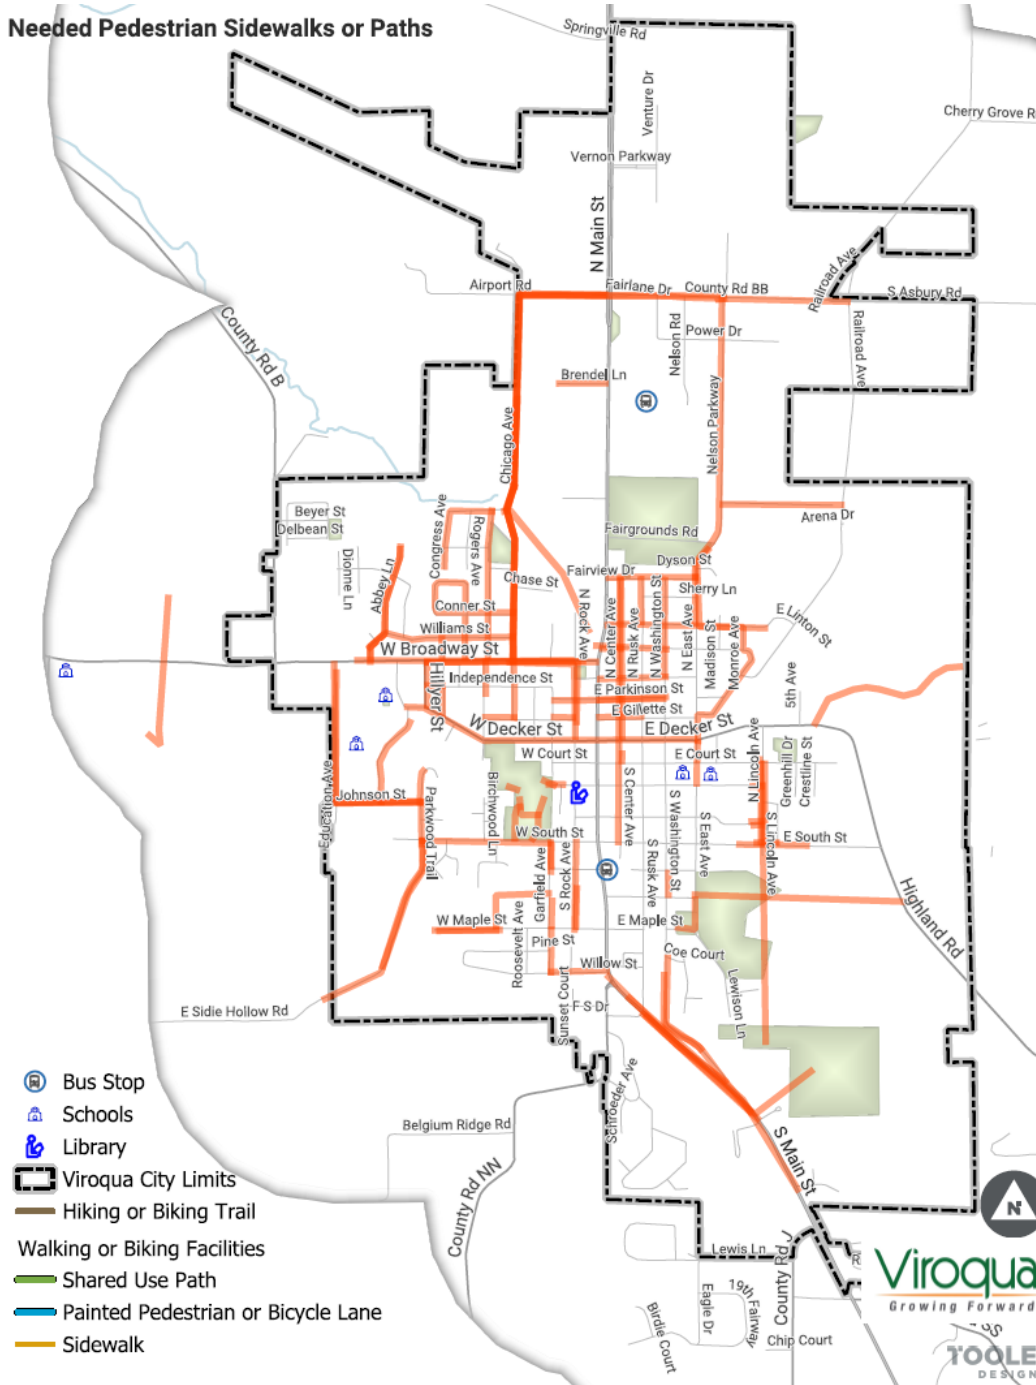 Needed Pedestrian Sidewalks or Paths
Springville Rd
Venture Dr
Cherry Grove R
Vernon Parkway
N Main St
Railroad Ave
Airport Rd
Fairlane Dr
County Rd BB
S Asbury Rd
County Rd B
Nelson Rd
Power Dr
Railroad Ave
Brendel Ln
Chicago Ave
Nelson Parkway
Beyer St
Delbean St
Congress Ave
Rogers Ave
Arena Dr
Fairgrounds Rd
Dionne Ln
Abbey Ln
Chase St
Fairview Dr
Dyson St
Sherly Ln
Conner St
N Rock Ave
N Center Ave
N Rusk Ave
N Washington St
N East Ave
Madison St
Monroe Ave
E Linton St
Williams St
W Broadway St
Hillyer St
Independence St
E Parkinson St
5th Ave
E Gillette St
W Decker St
E Decker St
W Court St
E Court St
N Lincoln Ave
Greenhill Dr
Crestline St
Education Ave
Johnson St
Parkwood Trail
Birchwood Ln
S Center Ave
S Washington St
S East Ave
S Lincoln Ave
W South St
E South St
Garfield Ave
S Rock Ave
S Rusk Ave
Highland Rd
W Maple St
Roosevelt Ave
E Maple St
Pine St
Coe Court
Willow St
Lewison Ln
E Sidie Hollow Rd
Sunset Court
F S Dr
Bus Stop
Schools
Library
Viroqua City Limits
Hiking or Biking Trail
Walking or Biking Facilities
Shared Use Path
Painted Pedestrian or Bicycle Lane
Sidewalk
Schroeder Ave
Belgium Ridge Rd
County Rd NN
S Main St
N
Lewis Ln
County Rd J
R
Eagle Dr
19th Fairway
Birdie Court
Chip Court
Viroqua
Growing Forward
SS
TOOLE
DESIGN